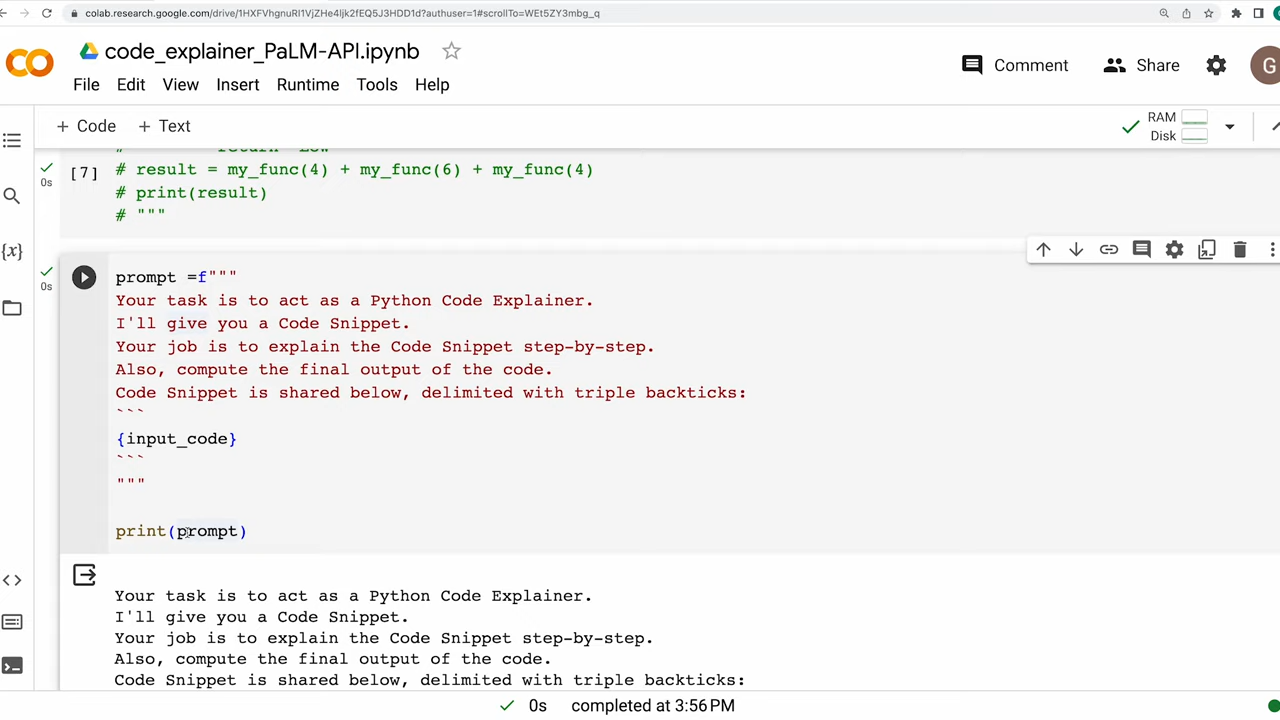 colab.research.google.com/drive/1HXFVhgnuRI1VjZHe4ljk2fEQ5J3HDD1d?authuser=1#scrollTo=WEt5ZY3mbg_q
code_explainer_PaLM-API.ipynb
Comment
Share
G
File Edit View Insert Runtime Tools Help
+ Code + Text
RAM
Disk
{x}
0s
[7]
# return "Low"
# result = my_func(4) + my_func(6) + my_func(4)
# print(result)
# """
0s
prompt =f"""
Your task is to act as a Python Code Explainer.
I'll give you a Code Snippet.
Your job is to explain the Code Snippet step-by-step.
Also, compute the final output of the code.
Code Snippet is shared below, delimited with triple backticks:
```
{input_code}
```
"""
print(prompt)
Your task is to act as a Python Code Explainer.
I'll give you a Code Snippet.
Your job is to explain the Code Snippet step-by-step.
Also, compute the final output of the code.
Code Snippet is shared below, delimited with triple backticks:
0s completed at 3:56 PM